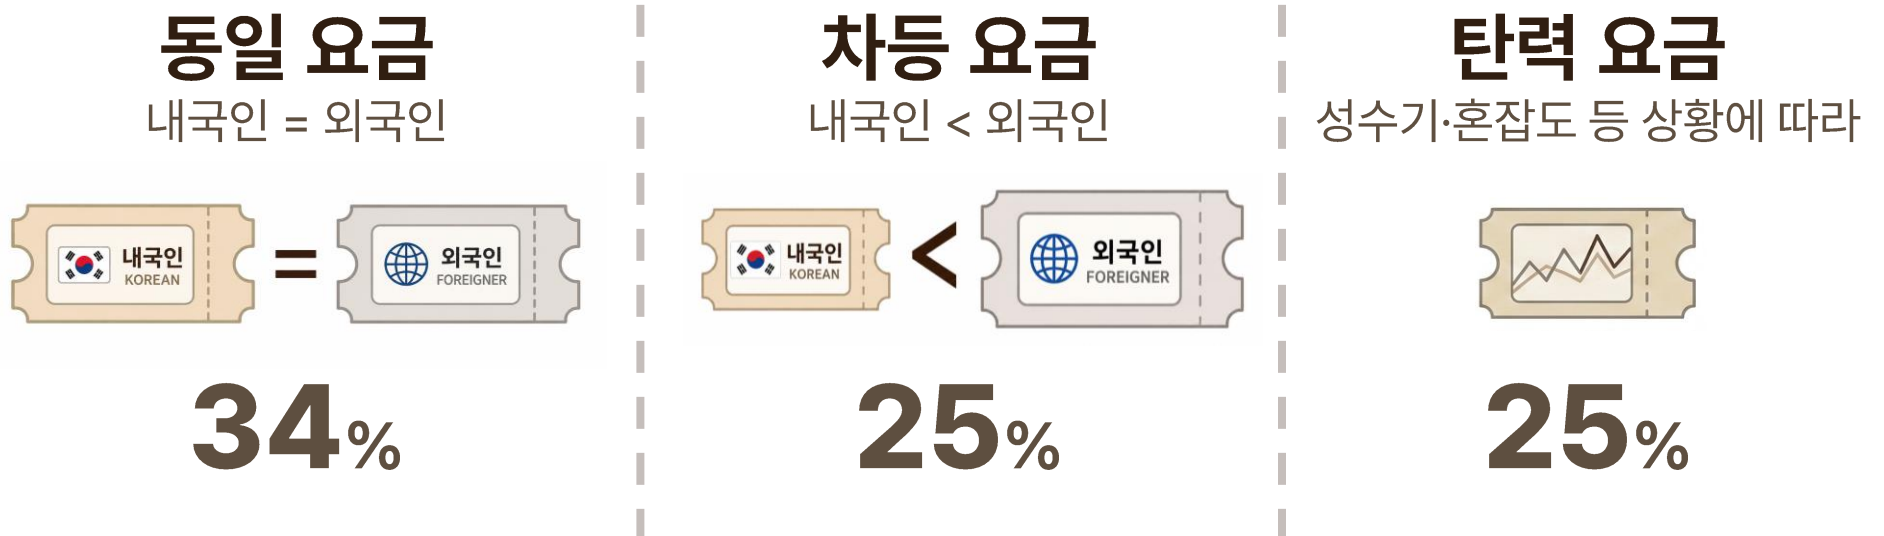 동일 요금
내국인 = 외국인
내국인
KOREAN
=
외국인
FOREIGNER
34%
차등 요금
내국인 < 외국인
내국인
KOREAN
<
외국인
FOREIGNER
25%
탄력 요금
성수기·혼잡도 등 상황에 따라
25%